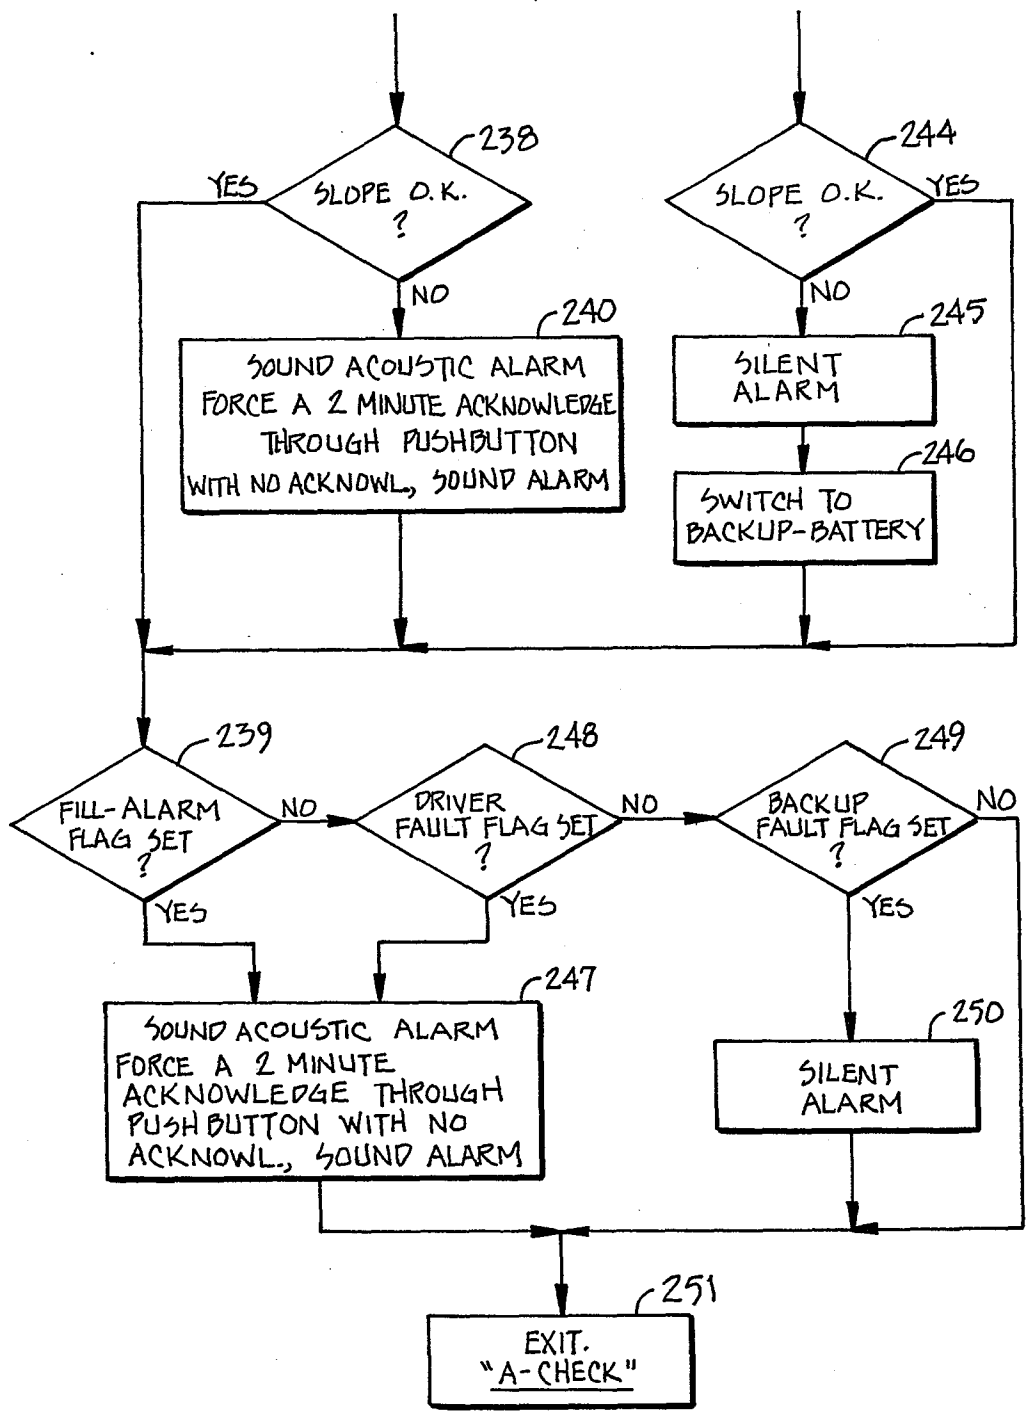 238
SLOPE O.K.
?
YES
NO
244
SLOPE O.K.
?
YES
NO
240
SOUND ACOUSTIC ALARM
FORCE A 2 MINUTE ACKNOWLEDGE
THROUGH PUSHBUTTON
WITH NO ACKNOWL., SOUND ALARM
245
SILENT
ALARM
246
SWITCH TO
BACKUP-BATTERY
239
FILL-ALARM
FLAG SET
?
NO
YES
248
DRIVER
FAULT FLAG SET
?
NO
YES
249
BACKUP
FAULT FLAG SET
?
NO
YES
247
SOUND ACOUSTIC ALARM
FORCE A 2 MINUTE
ACKNOWLEDGE THROUGH
PUSHBUTTON WITH NO
ACKNOWL., SOUND ALARM
250
SILENT
ALARM
251
EXIT.
"A-CHECK"